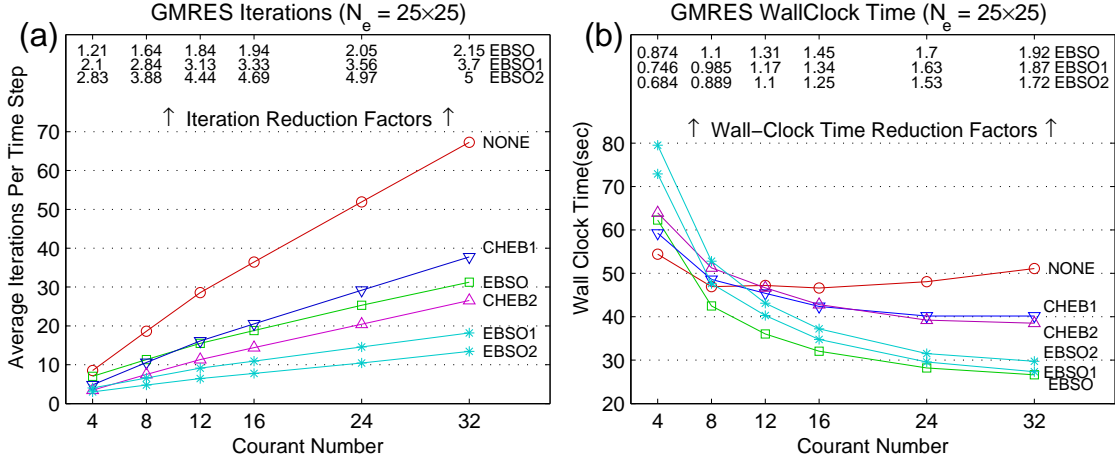 GMRES Iterations (N_e = 25×25)
(a)
1.21 1.64 1.84 1.94 2.05 2.15 EBSO
2.1 2.84 3.13 3.33 3.56 3.7 EBSO1
2.83 3.88 4.44 4.69 4.97 5 EBSO2
↑ Iteration Reduction Factors ↑
70
60
50
40
30
20
10
0
Average Iterations Per Time Step
NONE
CHEB1
EBSO
CHEB2
EBSO1
EBSO2
4 8 12 16 24 32
Courant Number
GMRES WallClock Time (N_e = 25×25)
(b)
0.874 1.1 1.31 1.45 1.7 1.92 EBSO
0.746 0.985 1.17 1.34 1.63 1.87 EBSO1
0.684 0.889 1.1 1.25 1.53 1.72 EBSO2
↑ Wall−Clock Time Reduction Factors ↑
80
70
60
50
40
30
20
Wall Clock Time(sec)
NONE
CHEB1
CHEB2
EBSO2
EBSO1
EBSO
4 8 12 16 24 32
Courant Number